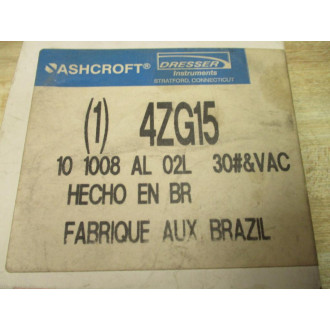 ASHCROFT® DRESSER
Instruments
STRATFORD, CONNECTICUT
(1) 4ZG15
10 1008 AL 02L 30#&VAC
HECHO EN BR
FABRIQUE AUX BRAZIL